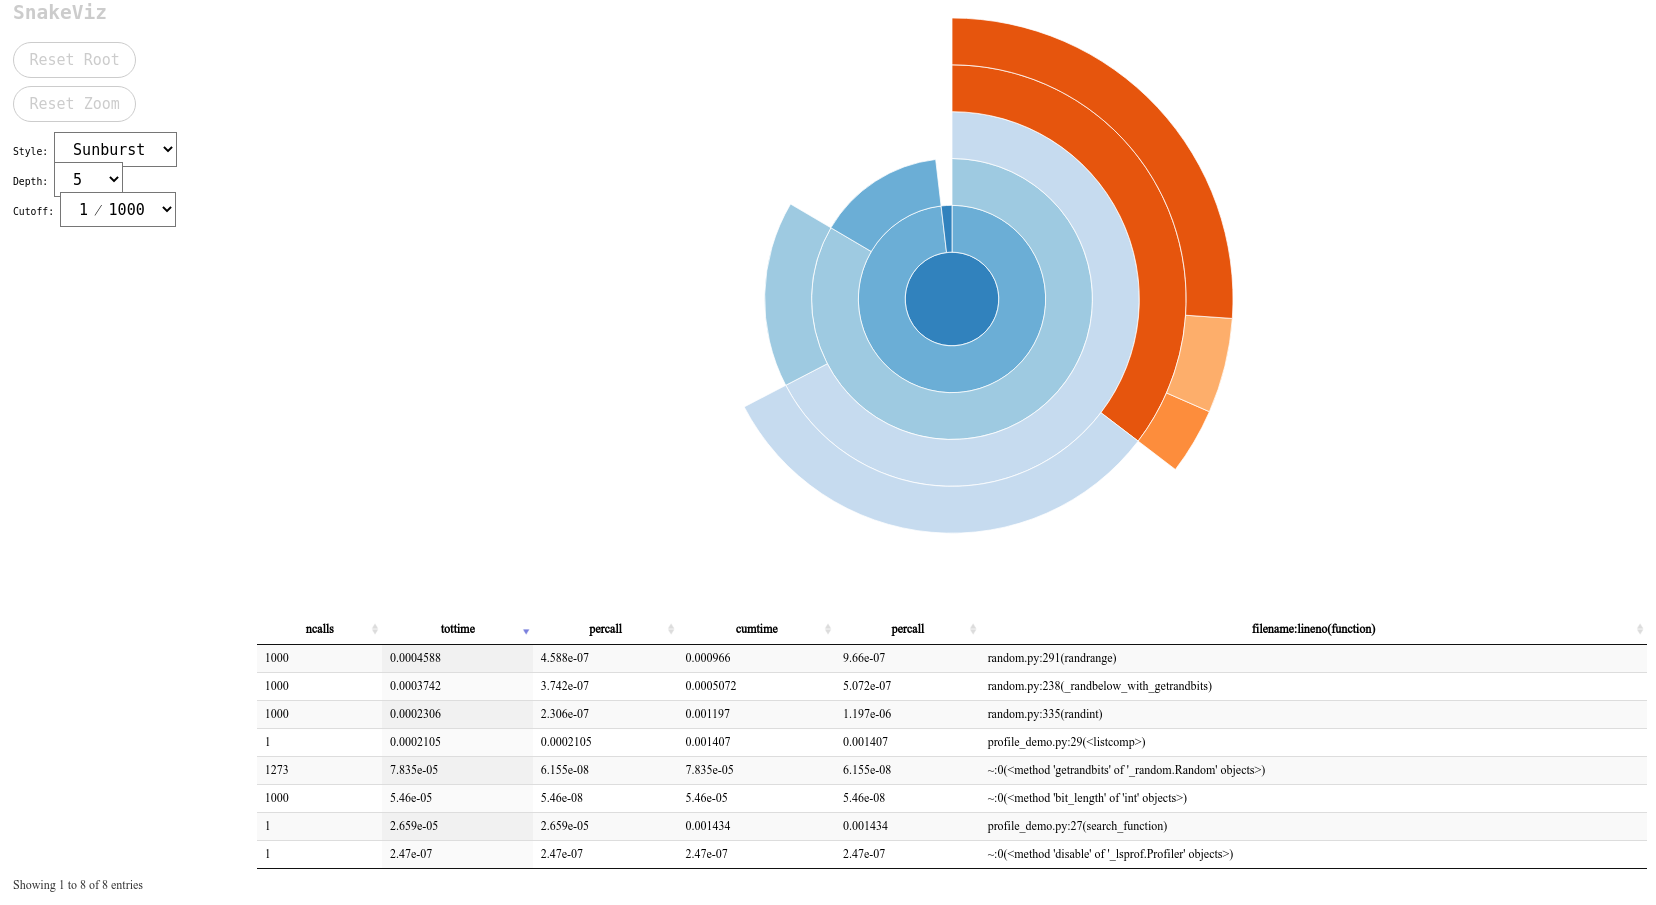 SnakeViz
Reset Root
Reset Zoom
Style: Sunburst
Depth: 5
Cutoff: 1 / 1000
ncalls tottime percall cumtime percall filename:lineno(function)
1000 0.0004588 4.588e-07 0.000966 9.66e-07 random.py:291(randrange)
1000 0.0003742 3.742e-07 0.0005072 5.072e-07 random.py:238(_randbelow_with_getrandbits)
1000 0.0002306 2.306e-07 0.001197 1.197e-06 random.py:335(randint)
1 0.0002105 0.0002105 0.001407 0.001407 profile_demo.py:29(<listcomp>)
1273 7.835e-05 6.155e-08 7.835e-05 6.155e-08 ~:0(<method 'getrandbits' of '_random.Random' objects>)
1000 5.46e-05 5.46e-08 5.46e-05 5.46e-08 ~:0(<method 'bit_length' of 'int' objects>)
1 2.659e-05 2.659e-05 0.001434 0.001434 profile_demo.py:27(search_function)
1 2.47e-07 2.47e-07 2.47e-07 2.47e-07 ~:0(<method 'disable' of '_lsprof.Profiler' objects>)
Showing 1 to 8 of 8 entries